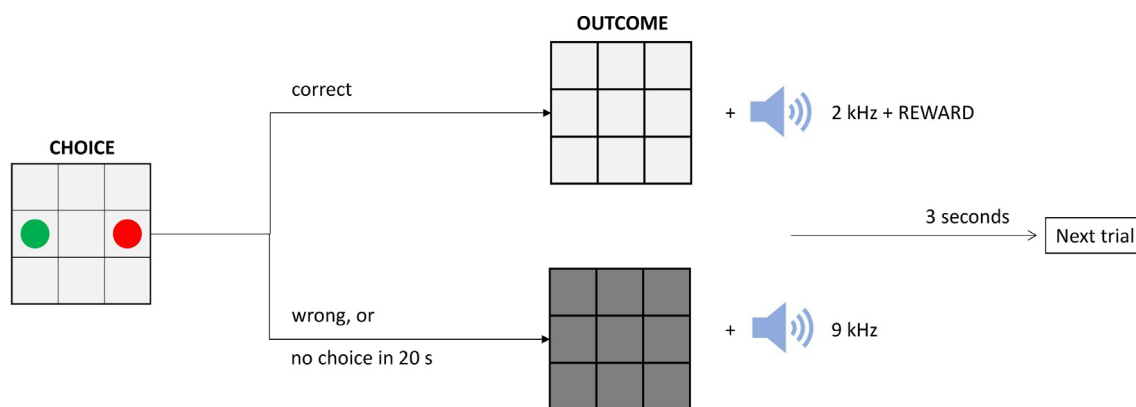 OUTCOME
correct
+ 2 kHz + REWARD
CHOICE
3 seconds
Next trial
wrong, or
no choice in 20 s
+ 9 kHz